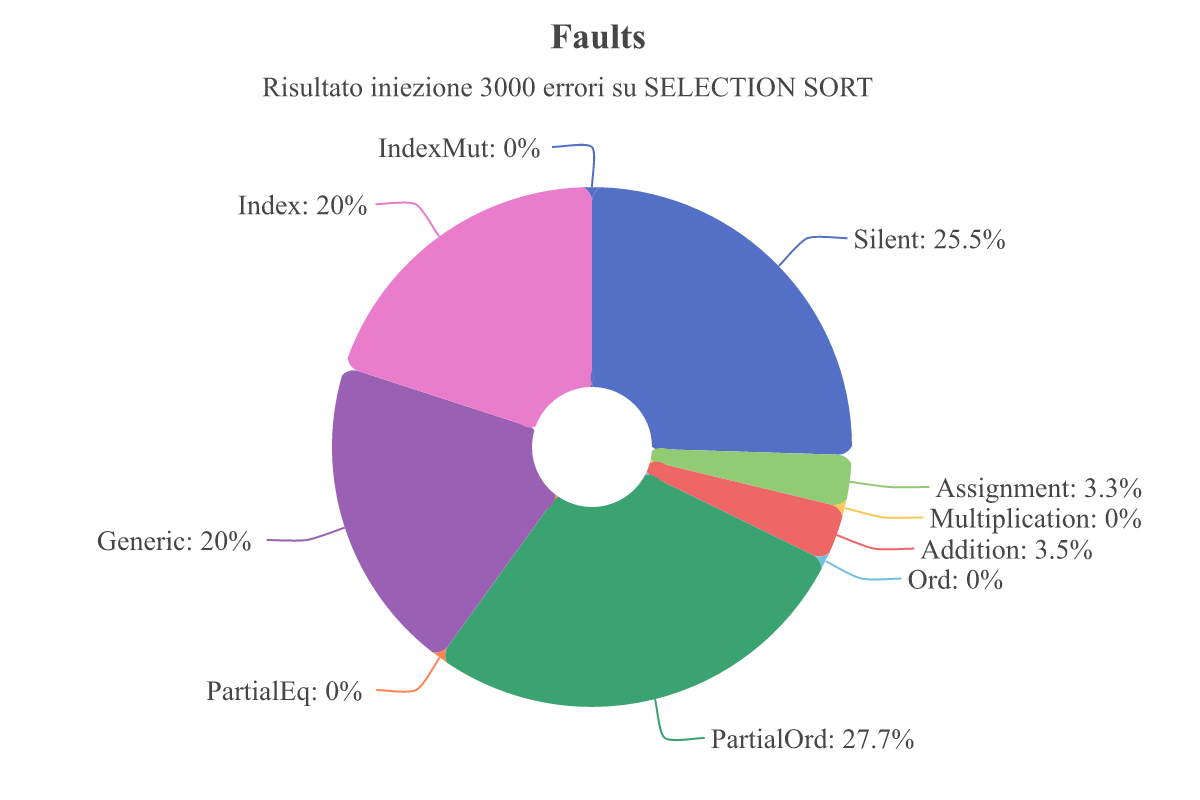 Faults
Risultato iniezione 3000 errori su SELECTION SORT
IndexMut: 0%
Index: 20%
Silent: 25.5%
Assignment: 3.3%
Multiplication: 0%
Addition: 3.5%
Generic: 20%
Ord: 0%
PartialEq: 0%
PartialOrd: 27.7%